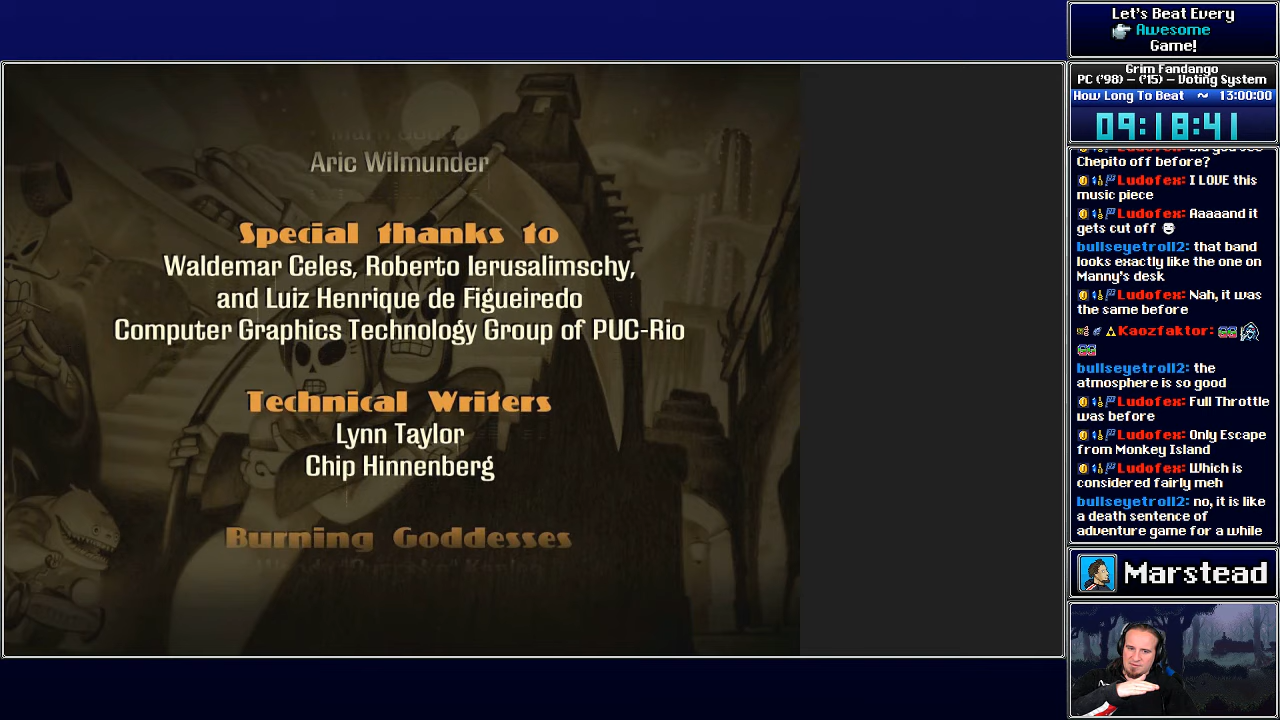 Let's Beat Every
Awesome
Game!
Grim Fandango
PC ('98) – ('15) – Voting System
How Long To Beat ~ 13:00:00
09:18:41
Aric Wilmunder
Special thanks to
Waldemar Celes, Roberto Ierusalimschy,
and Luiz Henrique de Figueiredo
Computer Graphics Technology Group of PUC-Rio
Technical Writers
Lynn Taylor
Chip Hinnenberg
Burning Goddesses
Ludofex: Did you see
Chepito off before?
Ludofex: I LOVE this
music piece
Ludofex: Aaaaand it
gets cut off
bullseyetroll2: that band
looks exactly like the one on
Manny's desk
Ludofex: Nah, it was
the same before
Kaozfaktor:
bullseyetroll2: the
atmosphere is so good
Ludofex: Full Throttle
was before
Ludofex: Only Escape
from Monkey Island
Ludofex: Which is
considered fairly meh
bullseyetroll2: no, it is like
a death sentence of
adventure game for a while
Marstead